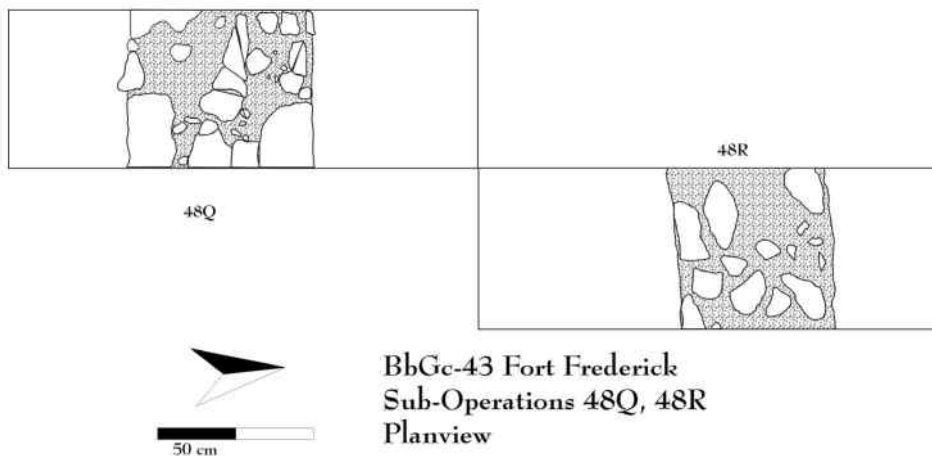 48R
48Q
BbGc-43 Fort Frederick
Sub-Operations 48Q, 48R
Planview
50 cm